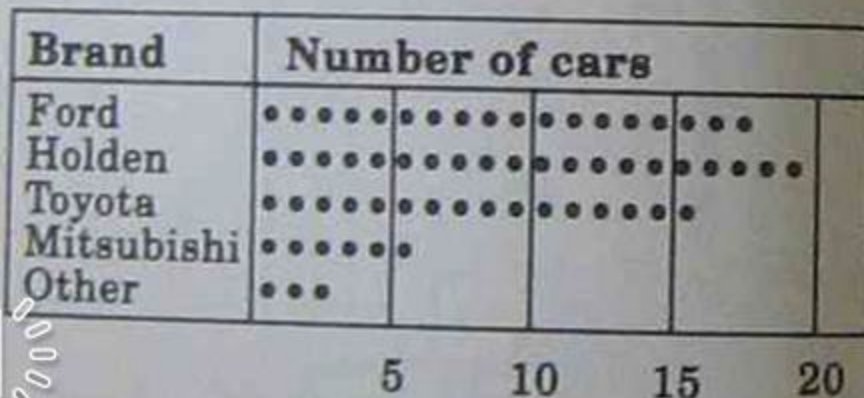 Brand Number of cars
Ford
Holden
Toyota
Mitsubishi
Other
5 10 15 20